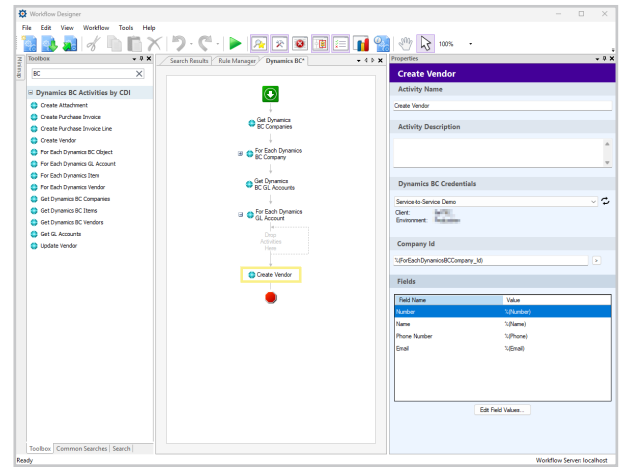 Workflow Designer
File Edit View Workflow Tools Help
100%
History
Toolbox
BC
Dynamics BC Activities by CDI
Create Attachment
Create Purchase Invoice
Create Purchase Invoice Line
Create Vendor
For Each Dynamics BC Object
For Each Dynamics GL Account
For Each Dynamics Item
For Each Dynamics Vendor
Get Dynamics BC Companies
Get Dynamics BC Items
Get Dynamics BC Vendors
Get GL Accounts
Update Vendor
Toolbox Common Searches Search
Search Results Rule Manager Dynamics BC*
Get Dynamics
BC Companies
For Each Dynamics
BC Company
Get Dynamics
BC GL Accounts
For Each Dynamics
GL Account
Drop
Activities
Here
Create Vendor
Properties
Create Vendor
Activity Name
Create Vendor
Activity Description
Dynamics BC Credentials
Service-to-Service Demo
Client:
Environment:
Company Id
%(ForEachDynamicsBCCompany_Id)
Fields
Field Name Value
Number %(Number)
Name %(Name)
Phone Number %(Phone)
Email %(Email)
Edit Field Values...
Ready
Workflow Server: localhost